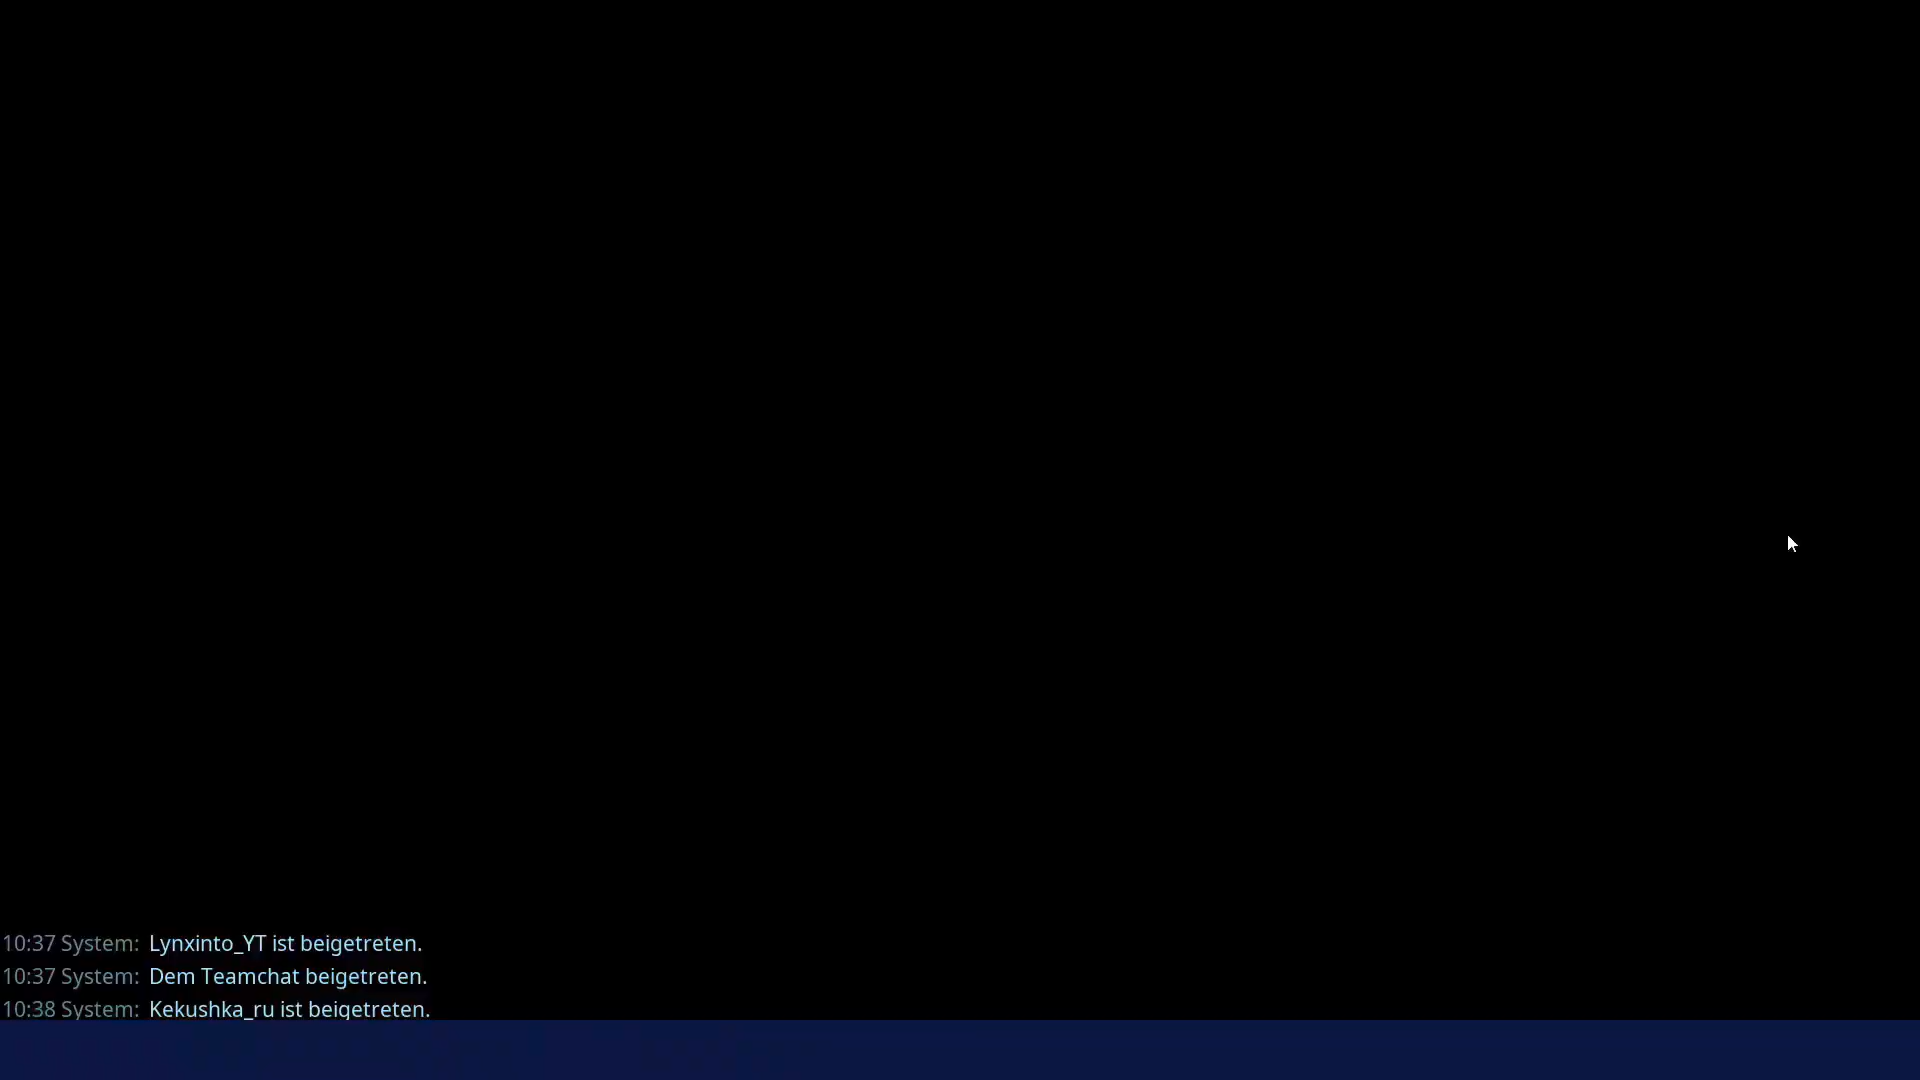 10:37 System: Lynxinto_YT ist beigetreten.
10:37 System: Dem Teamchat beigetreten.
10:38 System: Kekushka_ru ist beigetreten.